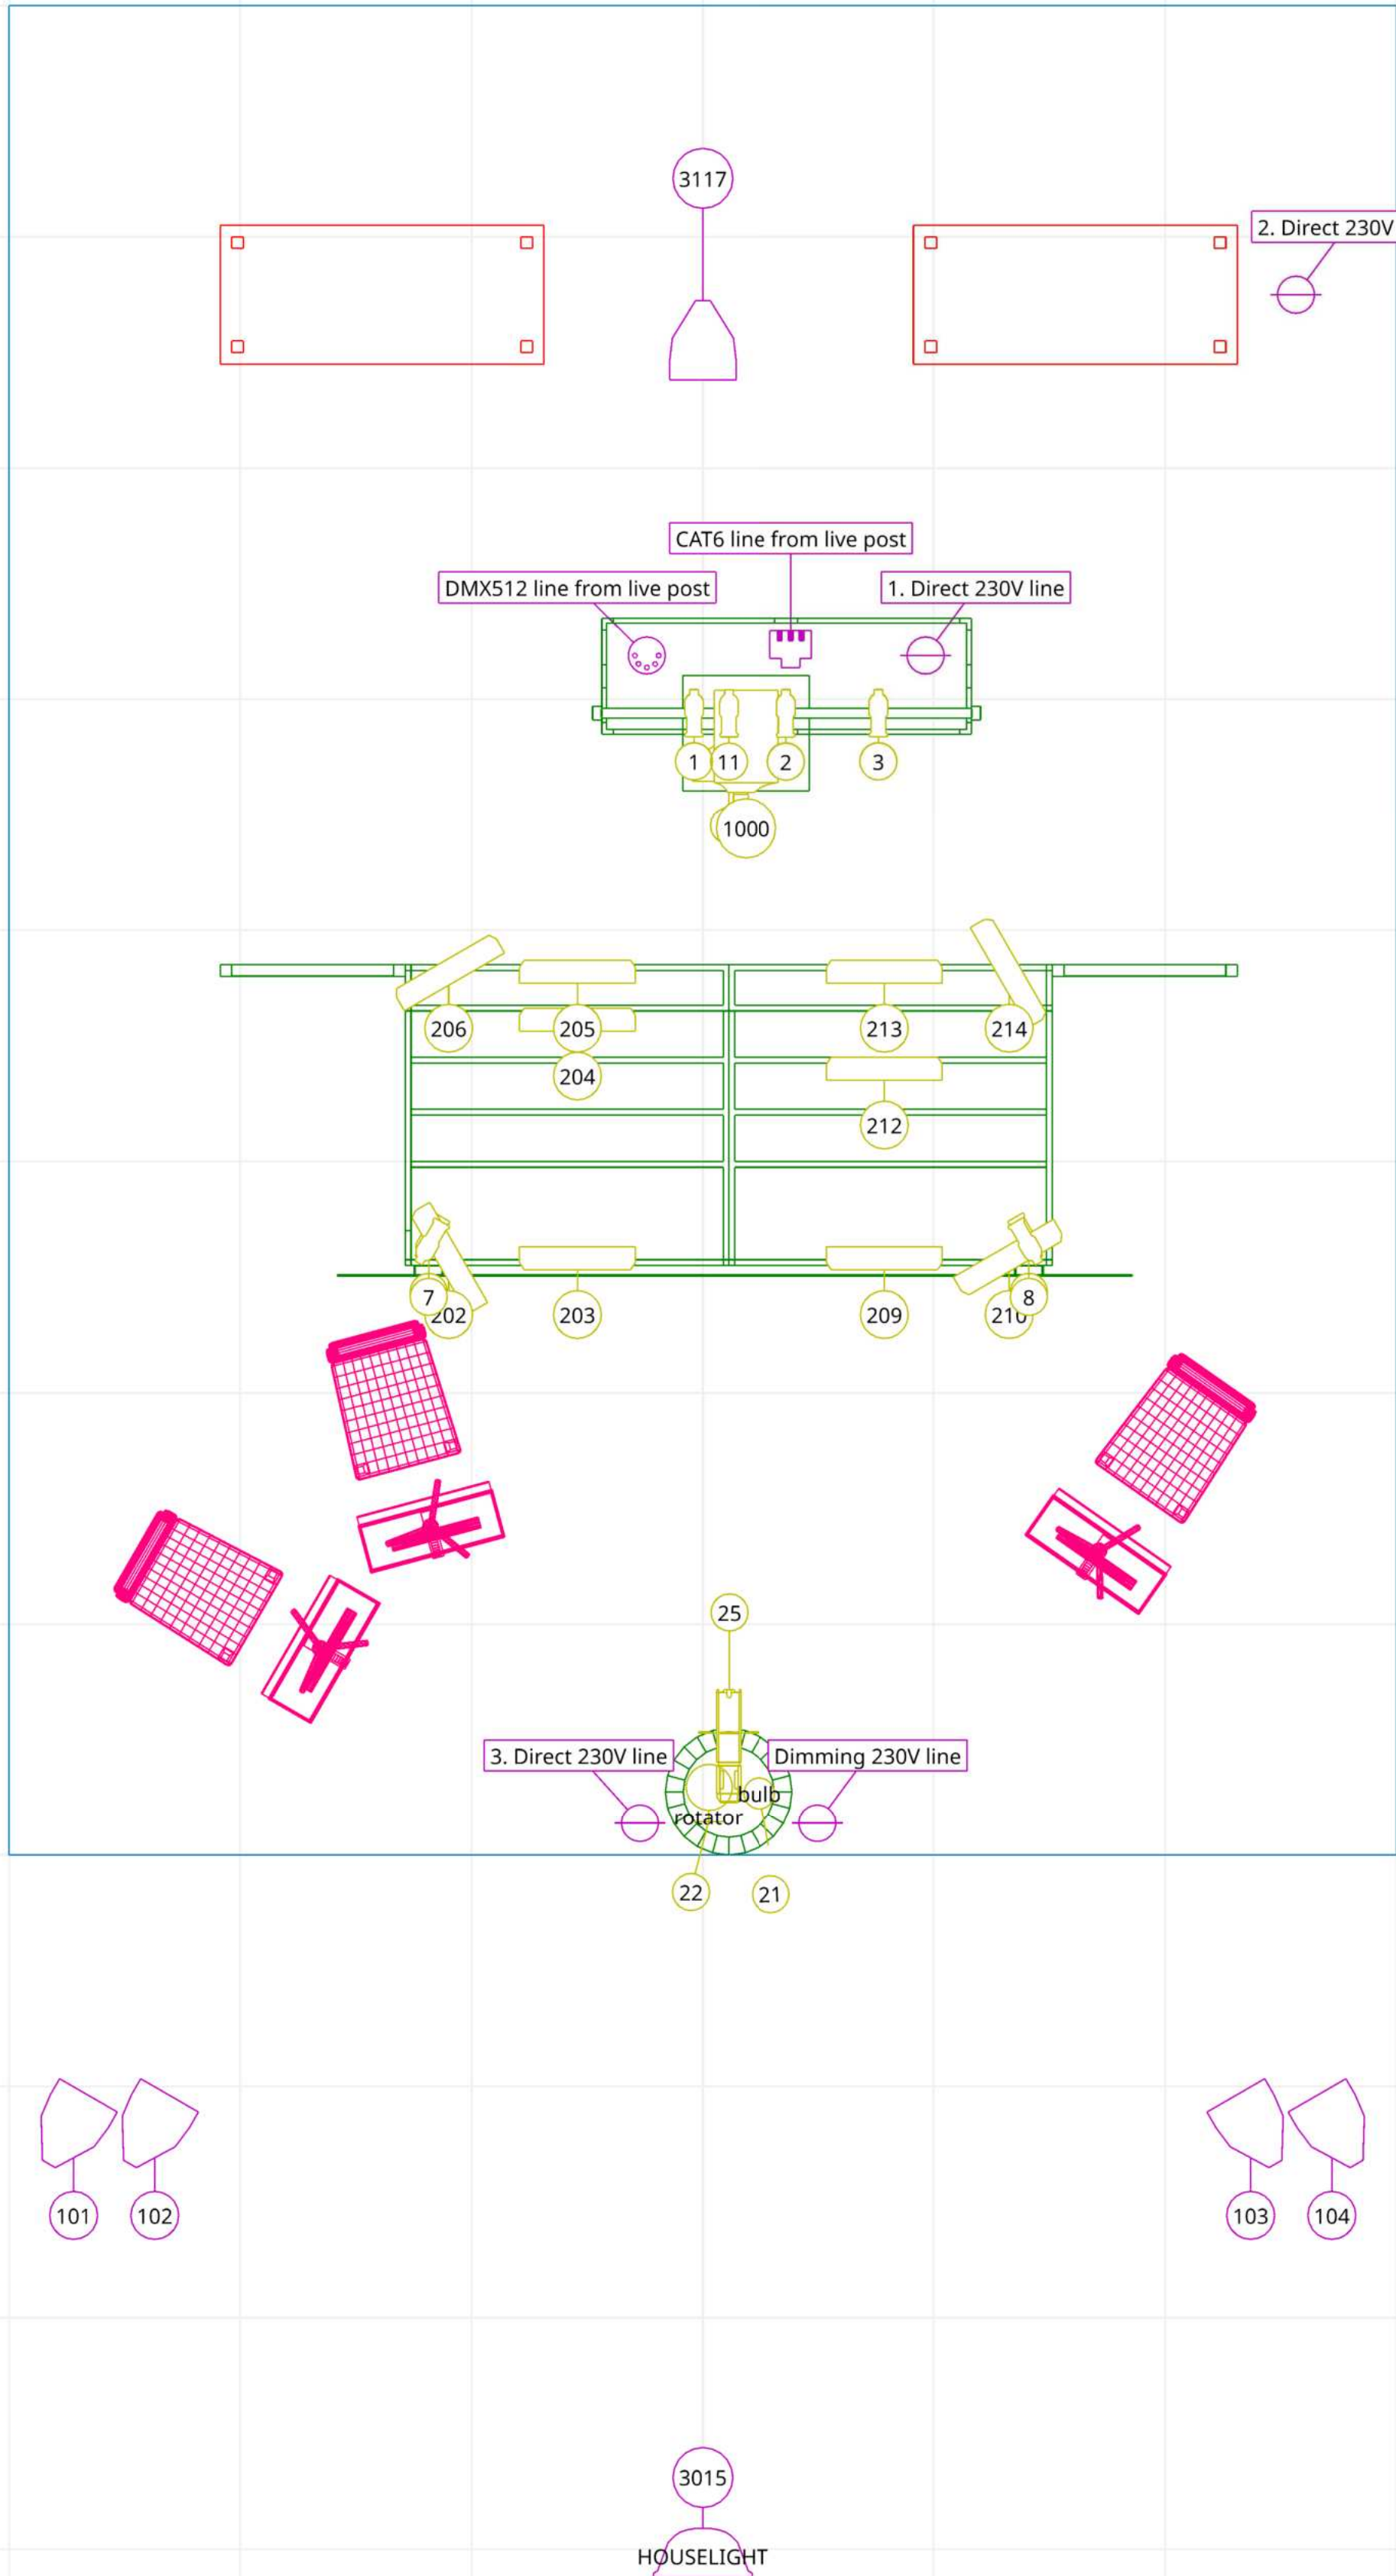 3117
2. Direct 230V
CAT6 line from live post
DMX512 line from live post
1. Direct 230V line
1
11
2
3
1000
206
205
213
214
204
212
7
202
203
209
210
8
25
3. Direct 230V line
Dimming 230V line
bulb
rotator
22
21
101
102
103
104
3015
HOUSELIGHT